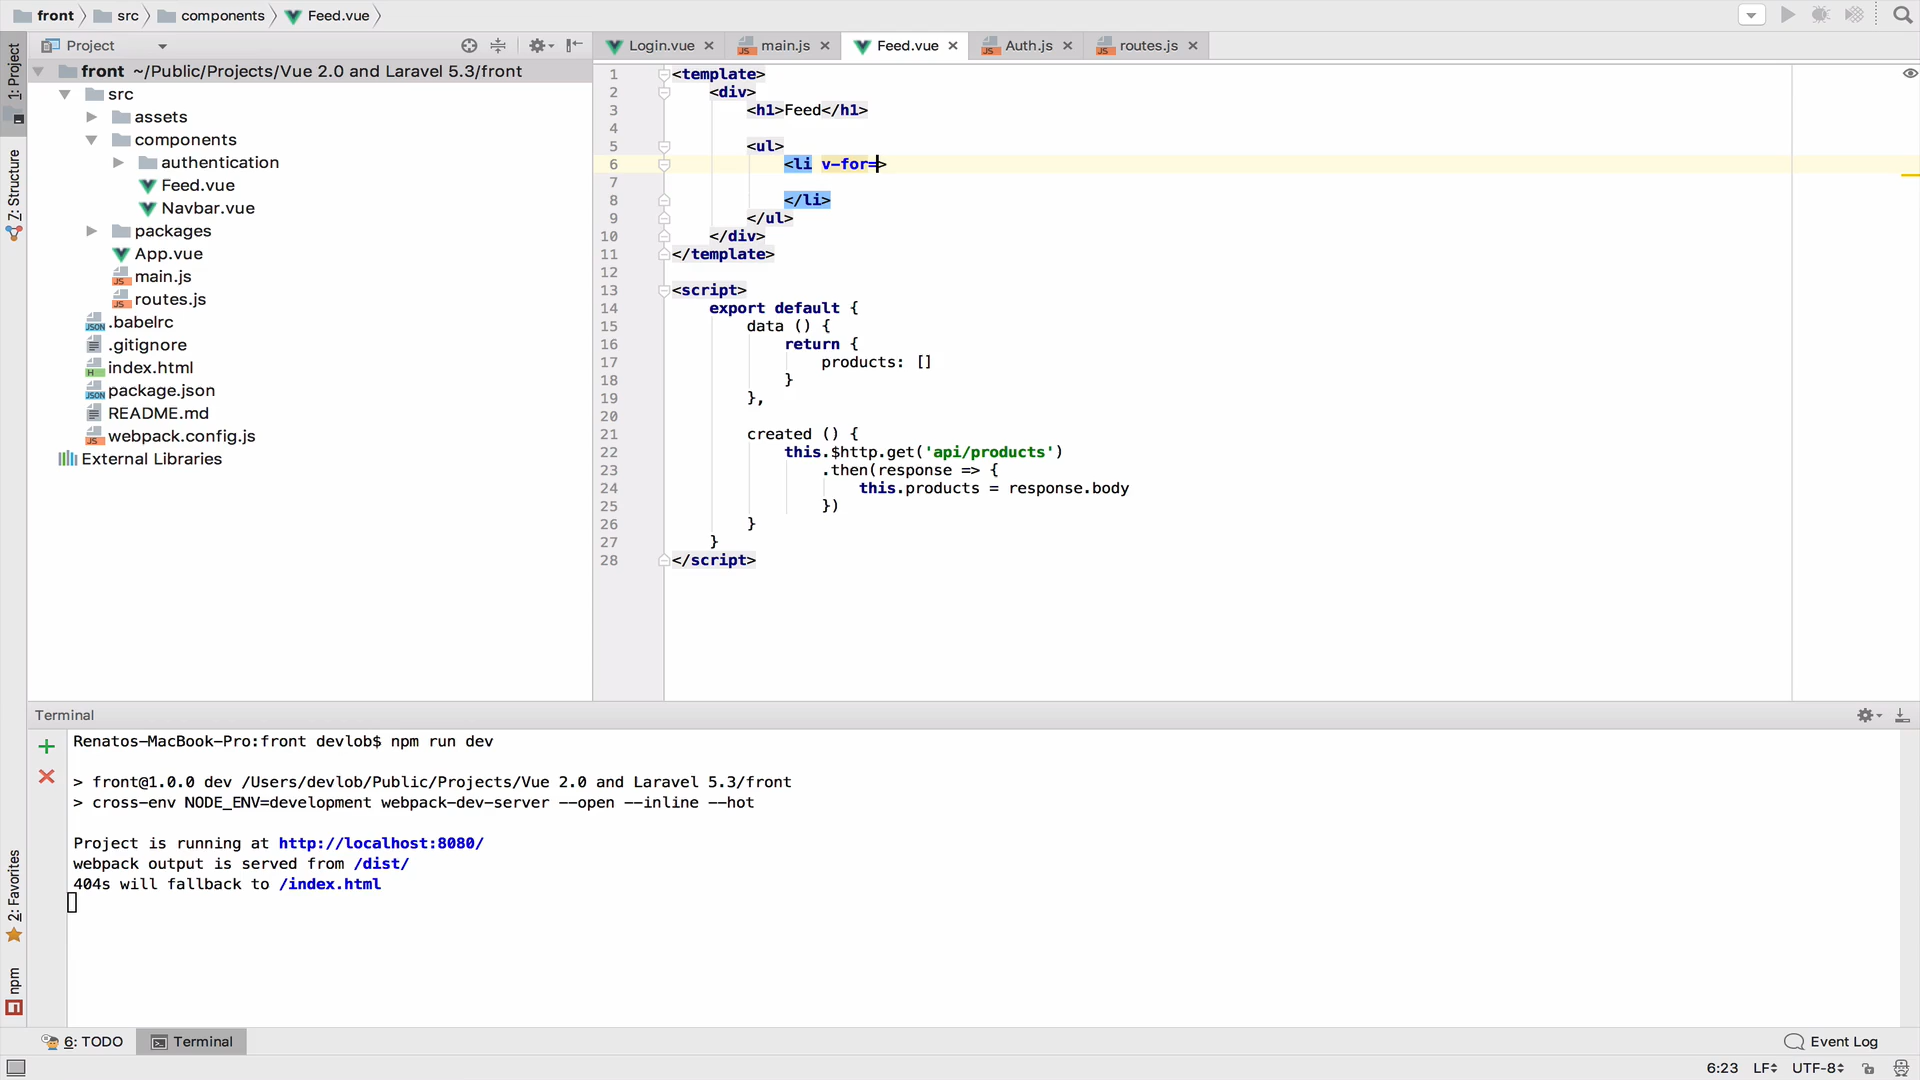 front
src
components
Feed.vue
1: Project
7: Structure
2: Favorites
npm
Project
front ~/Public/Projects/Vue 2.0 and Laravel 5.3/front
src
assets
components
authentication
Feed.vue
Navbar.vue
packages
App.vue
main.js
routes.js
.babelrc
.gitignore
index.html
package.json
README.md
webpack.config.js
External Libraries
Login.vue
main.js
Feed.vue
Auth.js
routes.js
1 <template>
2 <div>
3 <h1>Feed</h1>
4
5 <ul>
6 <li v-for=>
7
8 </li>
9 </ul>
10 </div>
11 </template>
12
13 <script>
14 export default {
15 data () {
16 return {
17 products: []
18 }
19 },
20
21 created () {
22 this.$http.get('api/products')
23 .then(response => {
24 this.products = response.body
25 })
26 }
27 }
28 </script>
Terminal
Renatos-MacBook-Pro:front devlob$ npm run dev
> front@1.0.0 dev /Users/devlob/Public/Projects/Vue 2.0 and Laravel 5.3/front
> cross-env NODE_ENV=development webpack-dev-server --open --inline --hot
Project is running at http://localhost:8080/
webpack output is served from /dist/
404s will fallback to /index.html
6: TODO
Terminal
Event Log
6:23
LF
UTF-8